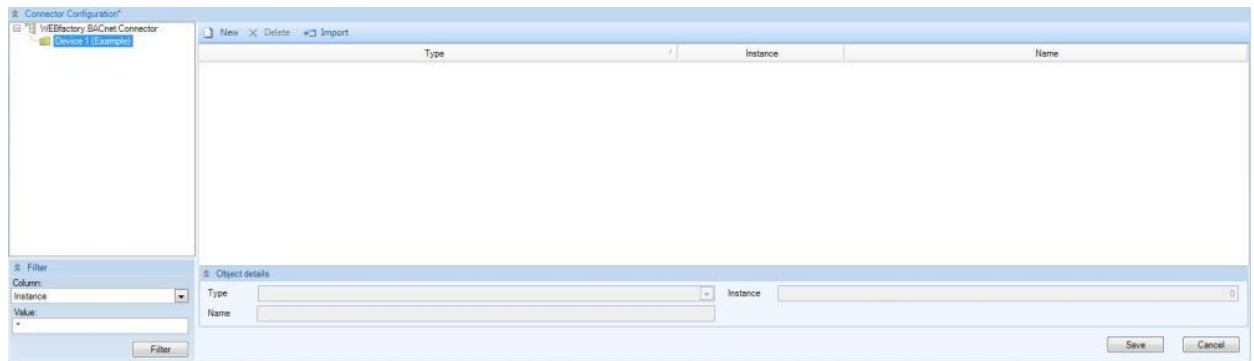 Connector Configuration*
WEBfactory BACnet Connector
Device 1 (Example)
New Delete Import
Type Instance Name
Filter
Column:
Instance
Value:
*
Filter
Object details
Type Instance 0
Name
Save Cancel